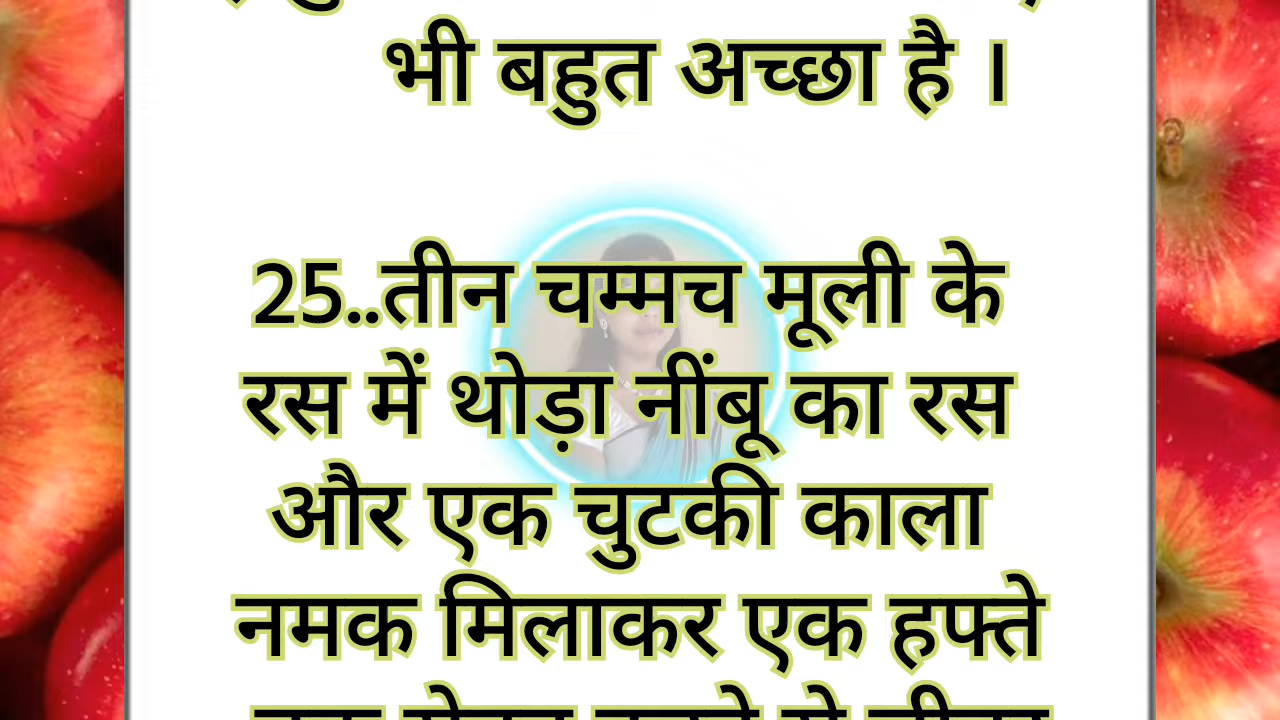 भी बहुत अच्छा है ।
25..तीन चम्मच मूली के
रस में थोड़ा नींबू का रस
और एक चुटकी काला
नमक मिलाकर एक हफ्ते